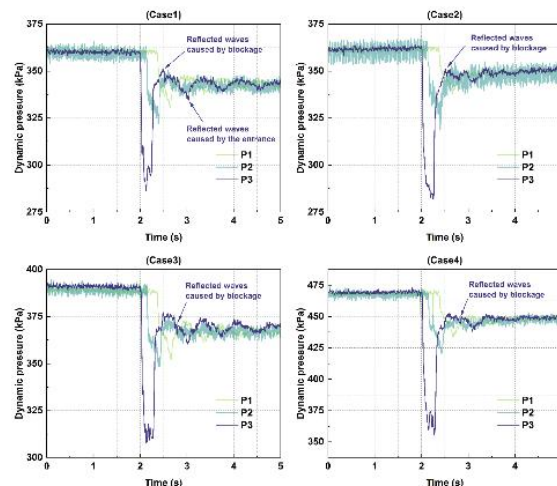 (Case1)
Dynamic pressure (kPa)
375
350
325
300
275
Reflected waves
caused by blockage
Reflected waves
caused by the entrance
P1
P2
P3
0 1 2 3 4 5
Time (s)
(Case2)
Dynamic pressure (kPa)
375
350
325
300
275
Reflected waves
caused by blockage
P1
P2
P3
0 1 2 3 4
Time (s)
(Case3)
Dynamic pressure (kPa)
400
375
350
325
300
Reflected waves
caused by blockage
P1
P2
P3
0 1 2 3 4 5
Time (s)
(Case4)
Dynamic pressure (kPa)
475
450
425
400
375
350
Reflected waves
caused by blockage
P1
P2
P3
0 1 2 3 4
Time (s)